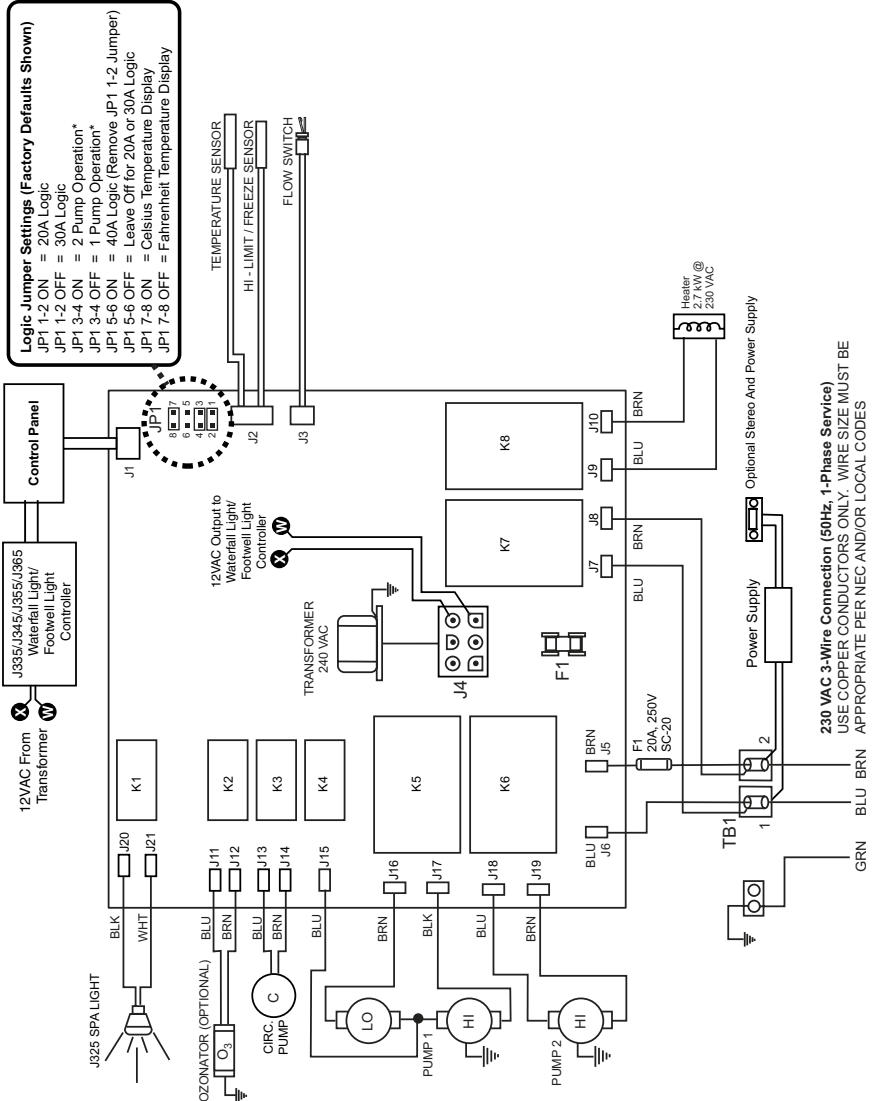 Logic Jumper Settings (Factory Defaults Shown)
JP1 1-2 ON = 20A Logic
JP1 1-2 OFF = 30A Logic
JP1 3-4 ON = 2 Pump Operation*
JP1 3-4 OFF = 1 Pump Operation*
JP1 5-6 ON = 40A Logic (Remove JP1 1-2 Jumper)
JP1 5-6 OFF = Leave Off for 20A or 30A Logic
JP1 7-8 ON = Celsius Temperature Display
JP1 7-8 OFF = Fahrenheit Temperature Display
Control Panel
J335/J345/J355/J365
Waterfall Light/
Footwell Light
Controller
12VAC From
Transformer
X
W
J1
JP1
8 7
6 5
4 3
2 1
J2
J3
TEMPERATURE SENSOR
HI - LIMIT / FREEZE SENSOR
FLOW SWITCH
12VAC Output to
Waterfall Light/
Footwell Light
Controller
X
W
TRANSFORMER
240 VAC
J4
F1
K1
K2
K3
K4
K5
K6
K7
K8
J20
J21
J11
J12
J13
J14
J15
J16
J17
J18
J19
BLK
WHT
BLU
BRN
BLU
BRN
BLU
BRN
BLK
BLU
BRN
J325 SPA LIGHT
OZONATOR (OPTIONAL)
O3
CIRC.
PUMP
C
LO
HI
PUMP 1
HI
PUMP 2
J6
BLU
J5
BRN
J7
BLU
J8
BRN
J9
BLU
J10
BRN
F1
20A, 250V
SC-20
TB1
1
2
Heater
2.7 kW @
230 VAC
Power Supply
Optional Stereo And Power Supply
GRN
BLU
BRN
230 VAC 3-Wire Connection (50Hz, 1-Phase Service)
USE COPPER CONDUCTORS ONLY. WIRE SIZE MUST BE
APPROPRIATE PER NEC AND/OR LOCAL CODES